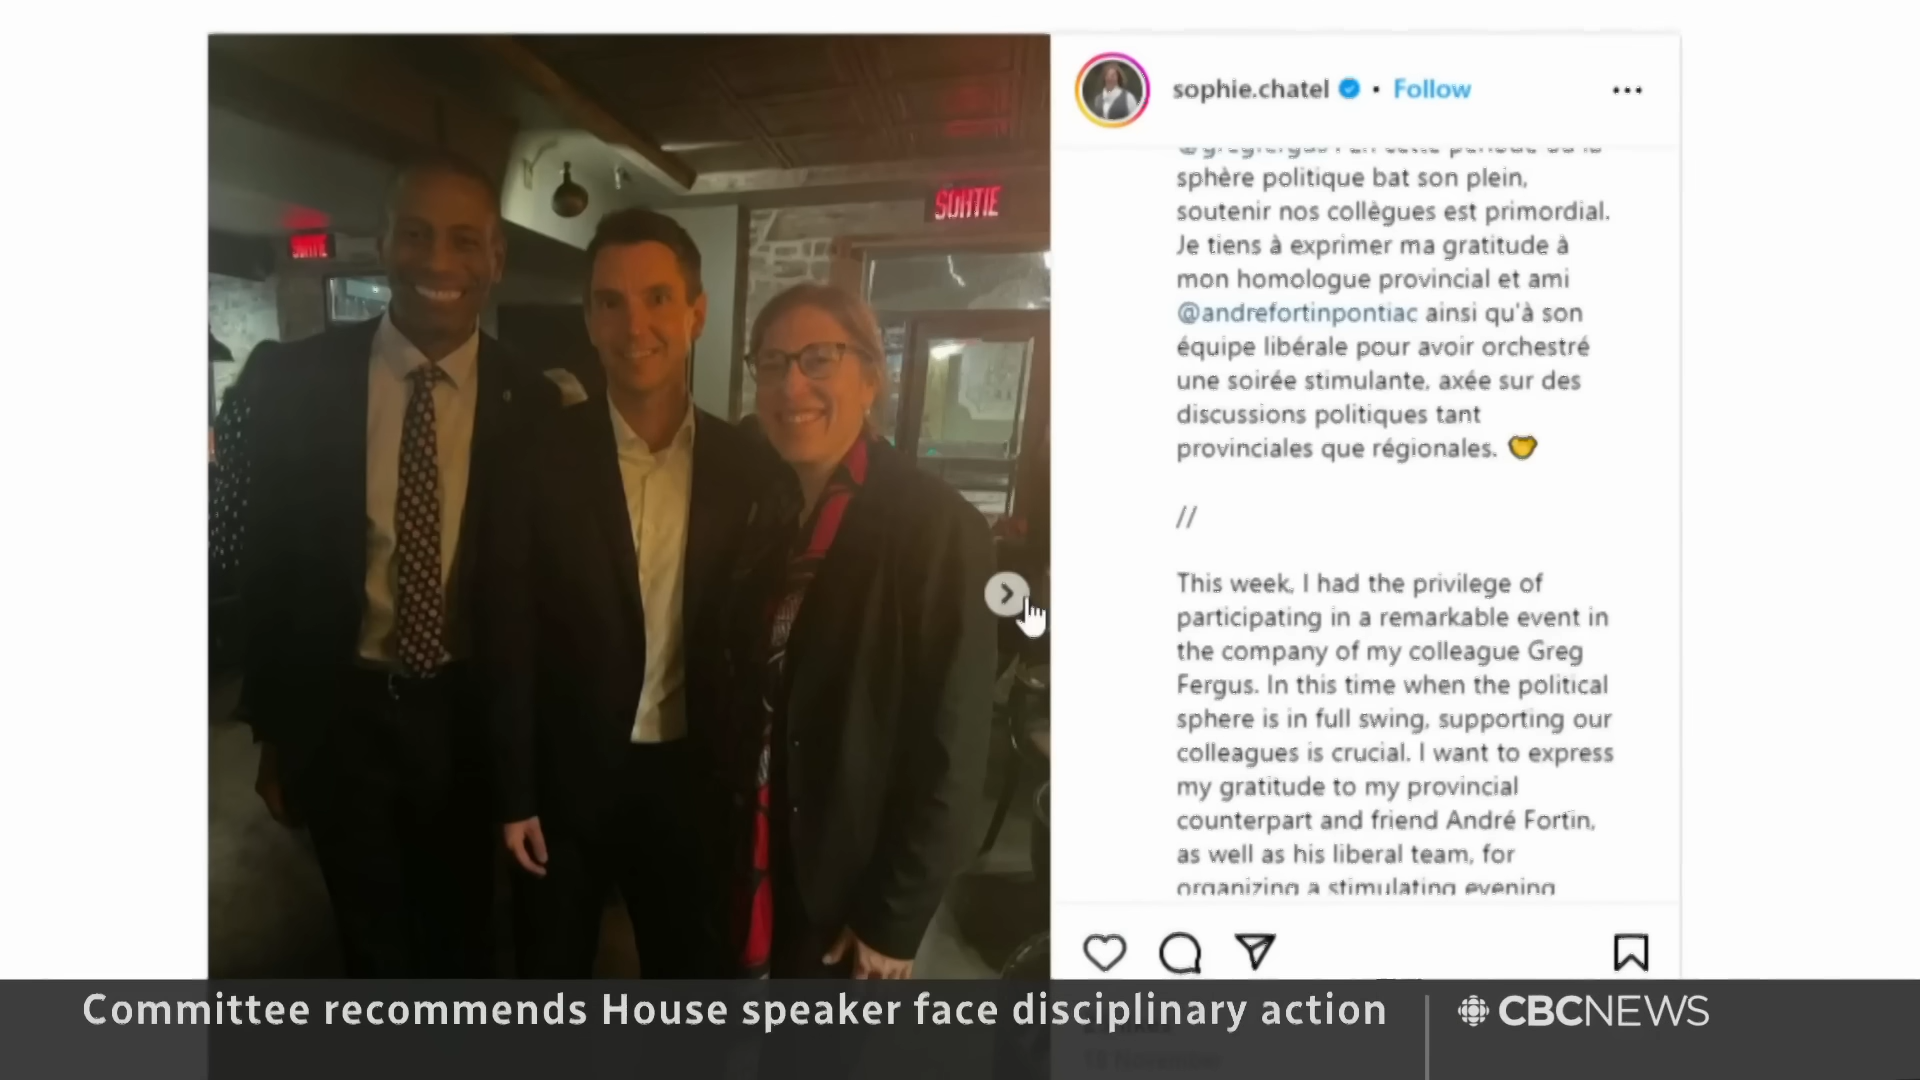 SORTIE
SORTIE
sophie.chatel • Follow
sphère politique bat son plein,
soutenir nos collègues est primordial.
Je tiens à exprimer ma gratitude à
mon homologue provincial et ami
@andrefortinpontiac ainsi qu'à son
équipe libérale pour avoir orchestré
une soirée stimulante, axée sur des
discussions politiques tant
provinciales que régionales.
//
This week, I had the privilege of
participating in a remarkable event in
the company of my colleague Greg
Fergus. In this time when the political
sphere is in full swing, supporting our
colleagues is crucial. I want to express
my gratitude to my provincial
counterpart and friend André Fortin,
as well as his liberal team, for
organizing a stimulating evening
Committee recommends House speaker face disciplinary action
CBCNEWS